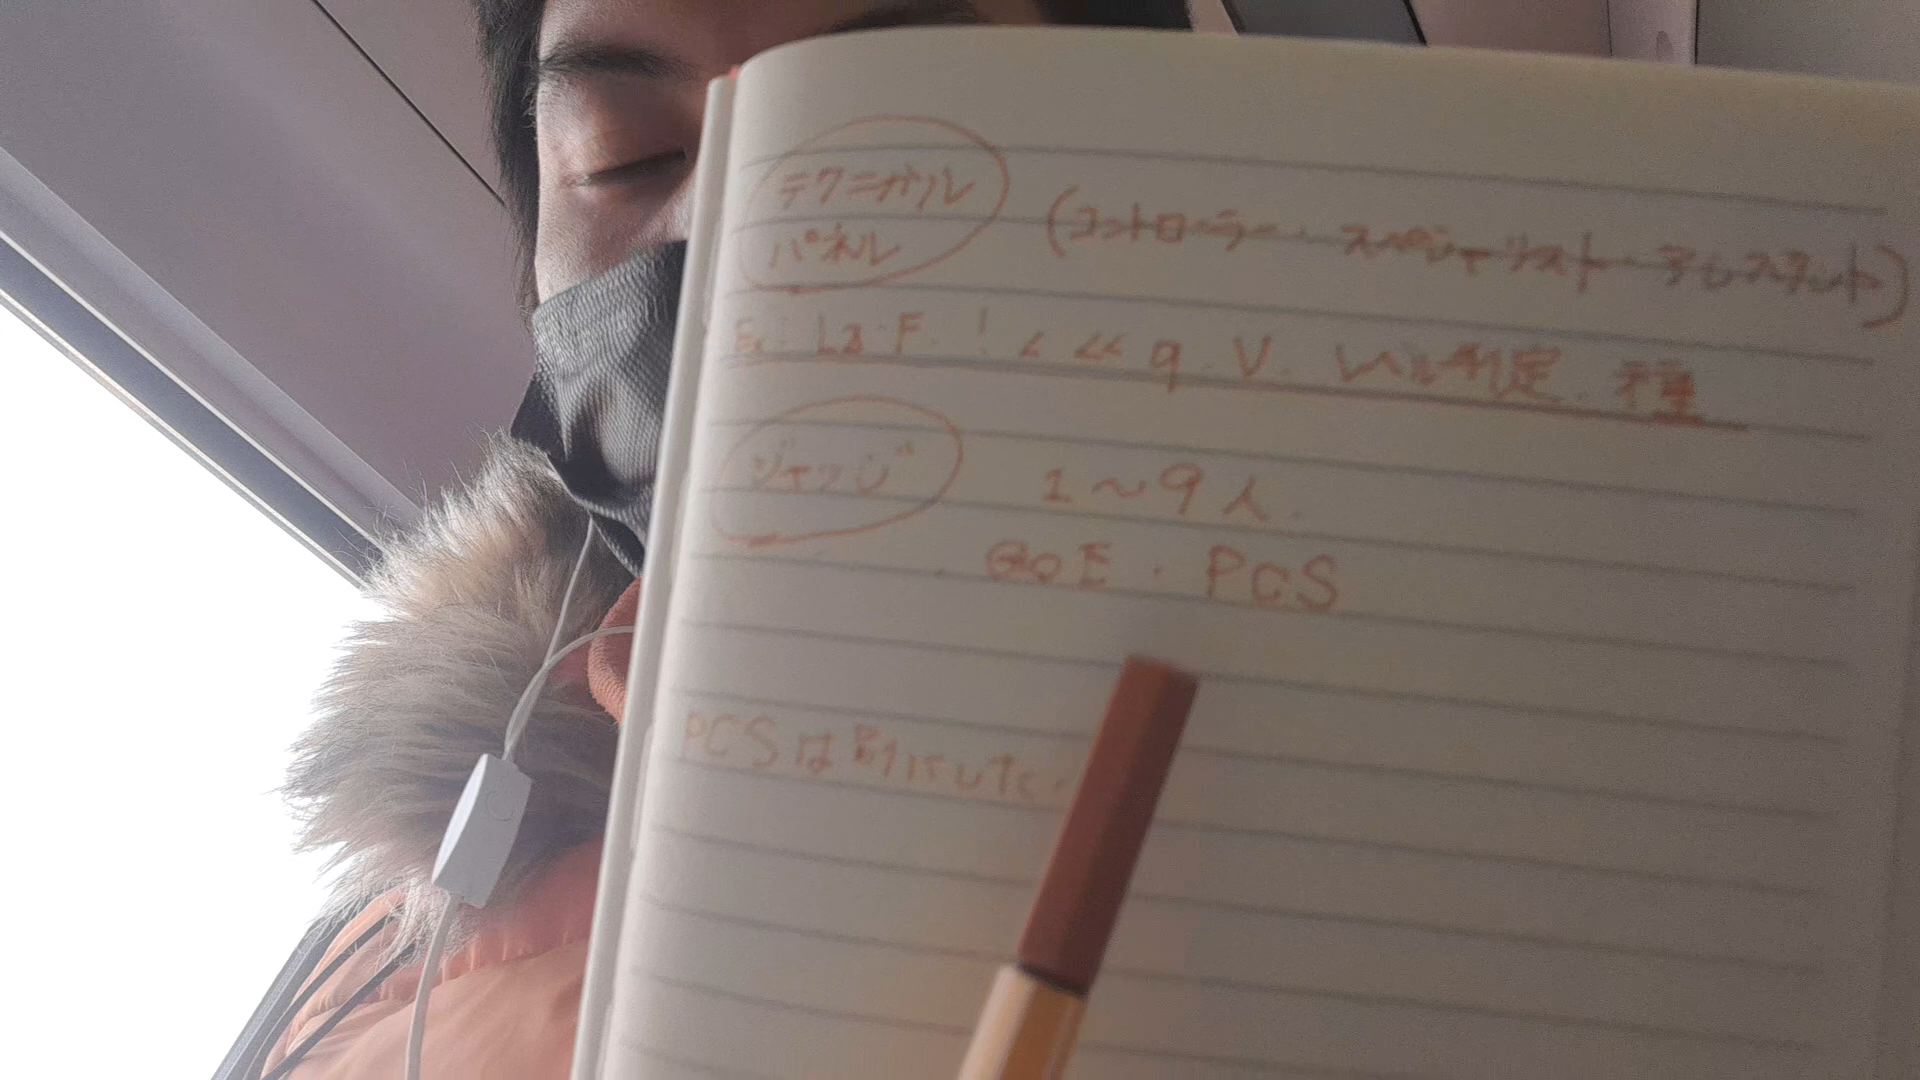 テクニカル
パネル
(コントローラー・スペシャリスト・アシスタント)
F. ! < << q. V. レベル判定.
ジャッジ
1～9人.
GOE・PCS
PCSは別にした.